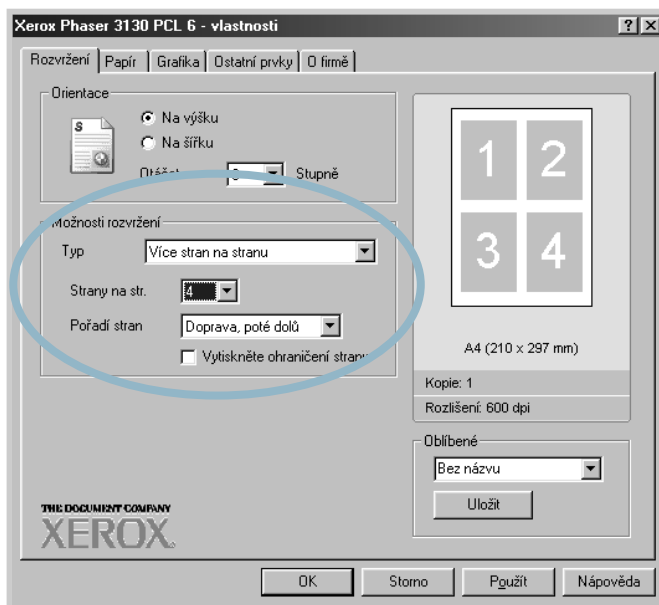 Xerox Phaser 3130 PCL 6 - vlastnosti
Rozvržení Papír Grafika Ostatní prvky O firmě
Orientace
S
Na výšku
Na šířku
Stupně
Možnosti rozvržení
Typ Více stran na stranu
Strany na str. 4
Pořadí stran Doprava, poté dolů
Vytiskněte ohraničení
1 2
3 4
A4 (210 x 297 mm)
Kopie: 1
Rozlišení: 600 dpi
Oblíbené
Bez názvu
Uložit
THE DOCUMENT COMPANY
XEROX
OK Storno Použít Nápověda